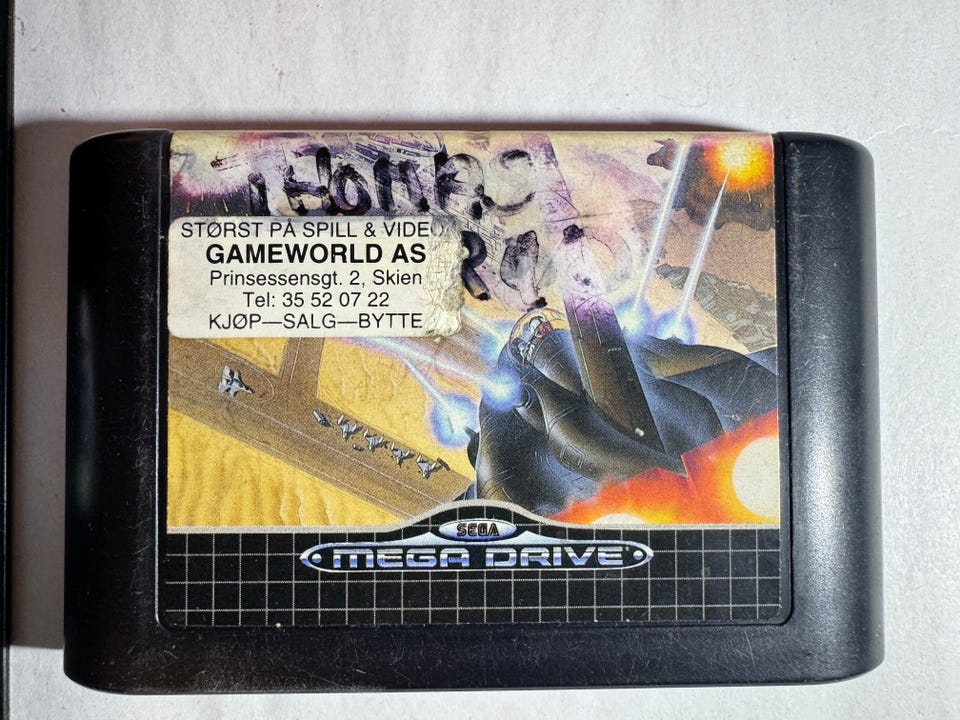 THOMAS
STØRST PÅ SPILL & VIDEO
GAMEWORLD AS
Prinsessensgt. 2, Skien
Tel: 35 52 07 22
KJØP—SALG—BYTTE
SEGA
MEGA DRIVE